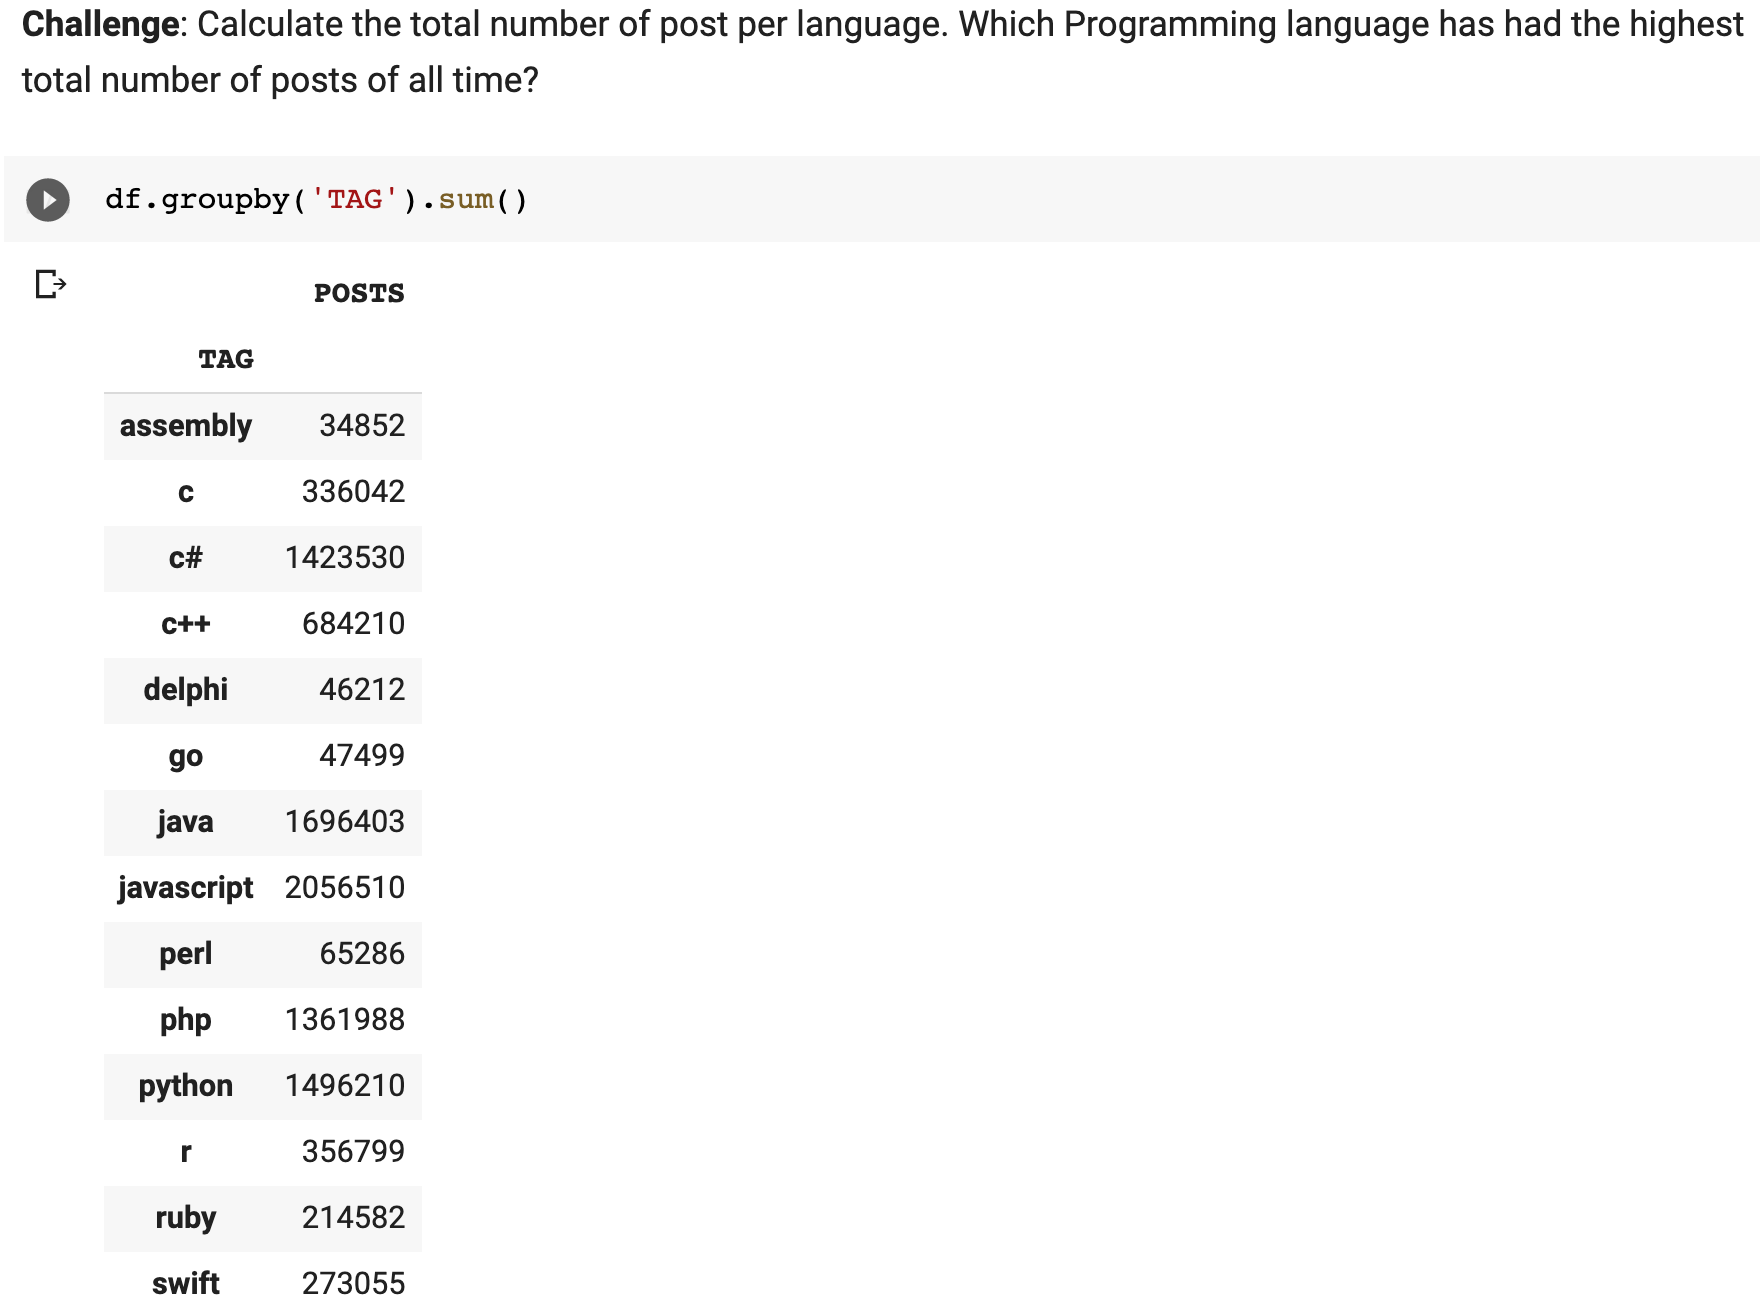 Challenge: Calculate the total number of post per language. Which Programming language has had the highest
total number of posts of all time?
df.groupby('TAG').sum()
POSTS
TAG
assembly 34852
c 336042
c# 1423530
c++ 684210
delphi 46212
go 47499
java 1696403
javascript 2056510
perl 65286
php 1361988
python 1496210
r 356799
ruby 214582
swift 273055